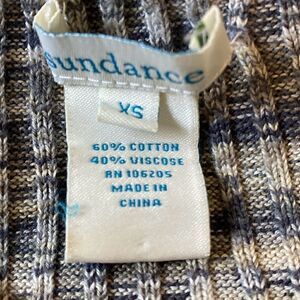 sundance
XS
60% COTTON
40% VISCOSE
RN 106205
MADE IN
CHINA